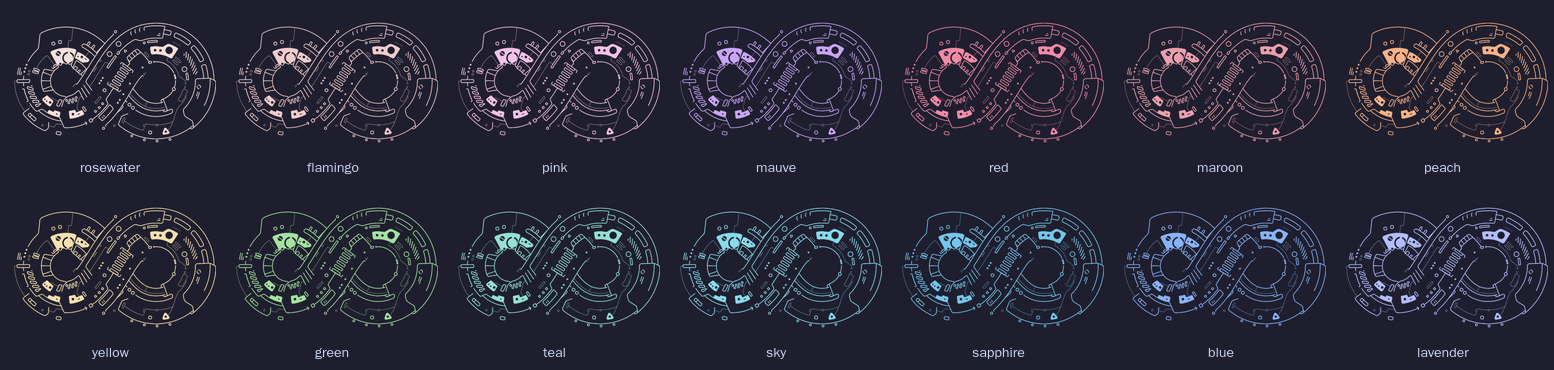 rosewater flamingo pink mauve red maroon peach
yellow green teal sky sapphire blue lavender